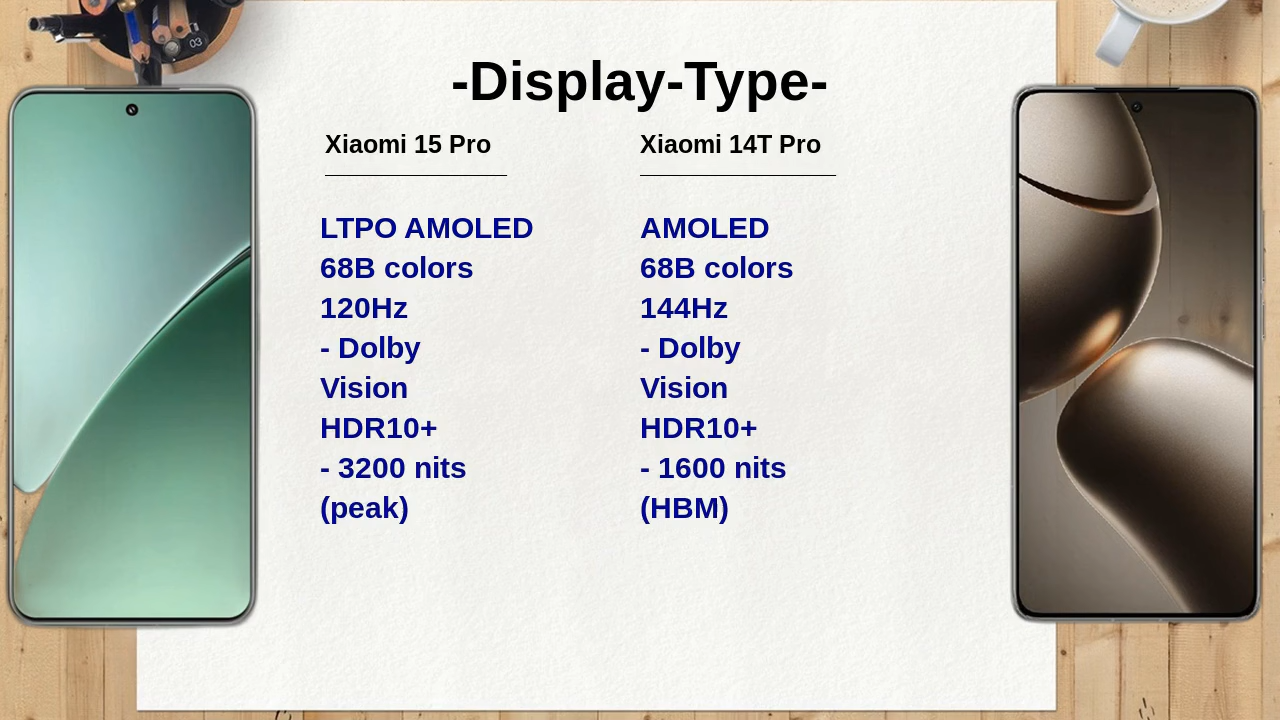 -Display-Type-
Xiaomi 15 Pro
Xiaomi 14T Pro
LTPO AMOLED
68B colors
120Hz
- Dolby
Vision
HDR10+
- 3200 nits
(peak)
AMOLED
68B colors
144Hz
- Dolby
Vision
HDR10+
- 1600 nits
(HBM)
03